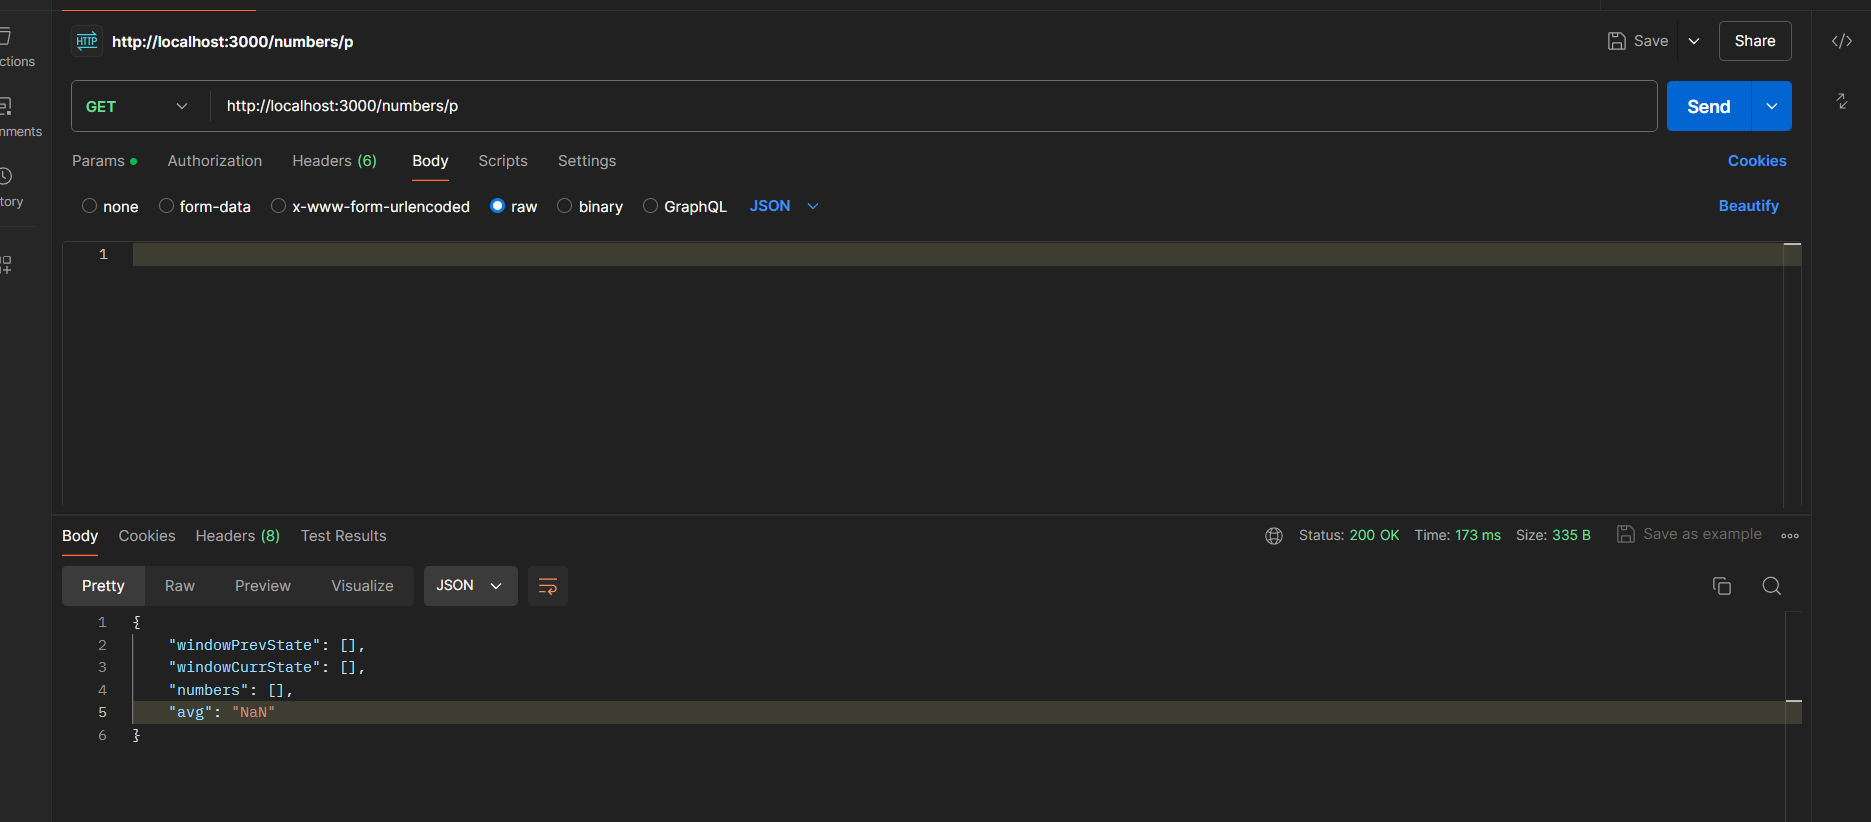 HTTP http://localhost:3000/numbers/p Save Share
ctions
GET http://localhost:3000/numbers/p Send
nments
Params Authorization Headers (6) Body Scripts Settings Cookies
tory
none form-data x-www-form-urlencoded raw binary GraphQL JSON Beautify
1
Body Cookies Headers (8) Test Results Status: 200 OK Time: 173 ms Size: 335 B Save as example
Pretty Raw Preview Visualize JSON
1 {
2 "windowPrevState": [],
3 "windowCurrState": [],
4 "numbers": [],
5 "avg": "NaN"
6 }